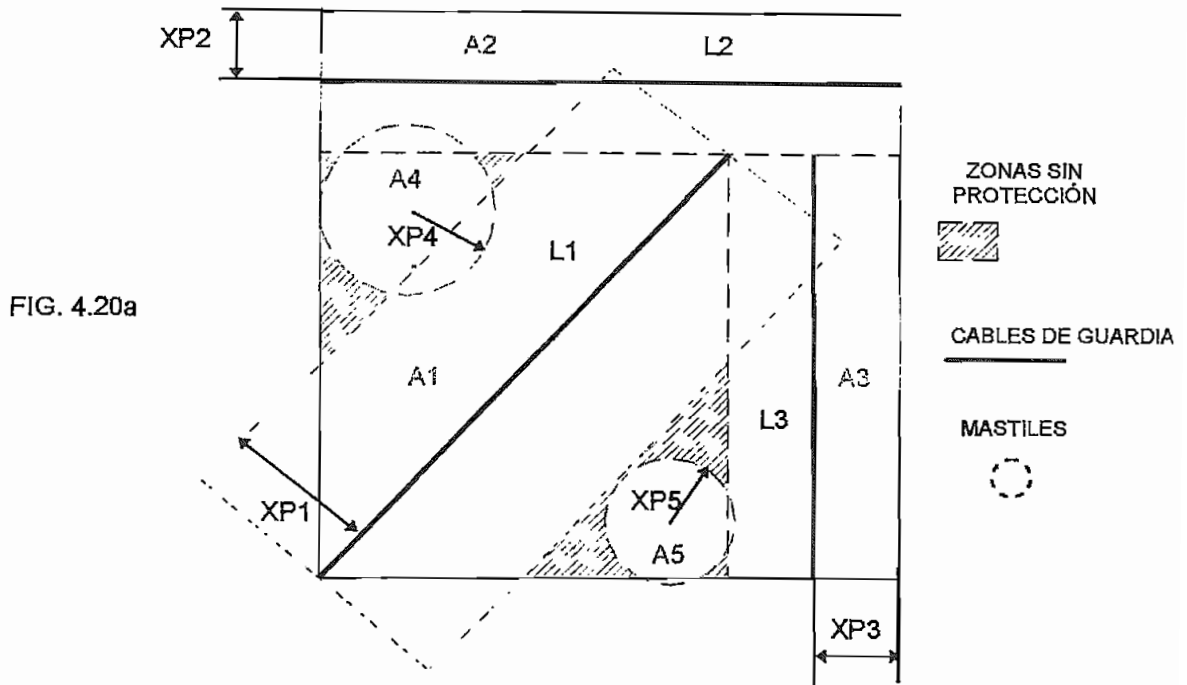 XP2
A2
L2
A4
XP4
L1
ZONAS SIN
PROTECCIÓN
FIG. 4.20a
CABLES DE GUARDIA
A1
A3
L3
MASTILES
XP1
XP5
A5
XP3